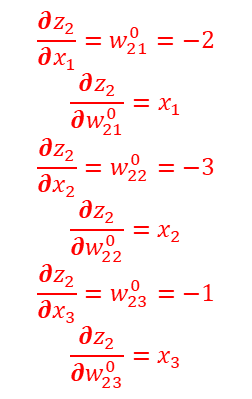 ∂z₂/∂x₁ = w⁰₂₁ = −2
∂z₂/∂w⁰₂₁ = x₁
∂z₂/∂x₂ = w⁰₂₂ = −3
∂z₂/∂w⁰₂₂ = x₂
∂z₂/∂x₃ = w⁰₂₃ = −1
∂z₂/∂w⁰₂₃ = x₃